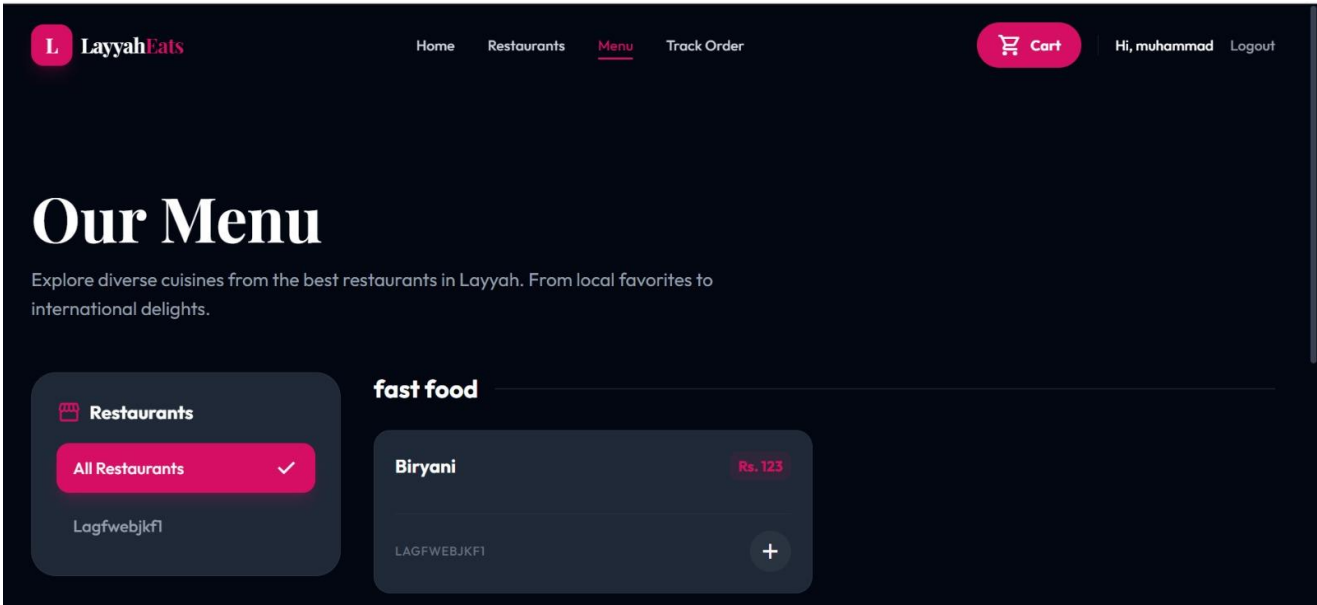 L LayyahEats
Home Restaurants Menu Track Order
Cart Hi, muhammad Logout
Our Menu
Explore diverse cuisines from the best restaurants in Layyah. From local favorites to
international delights.
Restaurants
All Restaurants
Lagfwebjkf1
fast food
Biryani Rs. 123
LAGFWEBJKF1